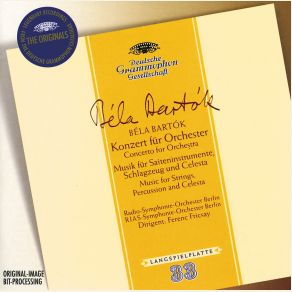 LEGENDARY RECORDINGS
THE ORIGINALS
Deutsche
Grammophon
Gesellschaft
Béla Bartók
BÉLA BARTÓK
Konzert für Orchester
Concerto for Orchestra
Musik für Saiteninstrumente,
Schlagzeug und Celesta
Music for Strings,
Percussion and Celesta
Radio-Symphonie-Orchester Berlin
RIAS-Symphonie-Orchester Berlin
Dirigent: Ferenc Fricsay
LANGSPIELPLATTE
33
ORIGINAL-IMAGE
BIT-PROCESSING